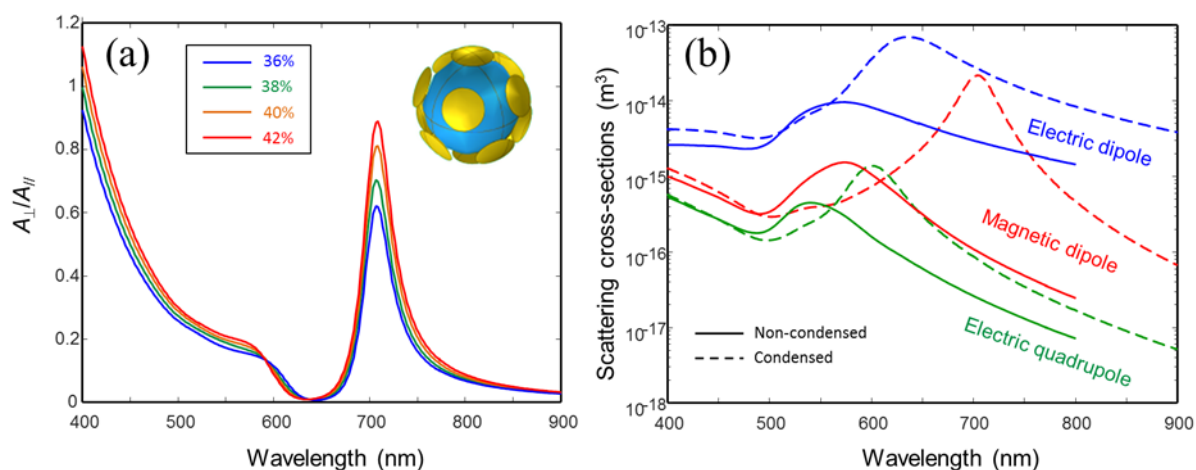 (a)
36%
38%
40%
42%
A⊥/A//
1.2
1
0.8
0.6
0.4
0.2
0
400 500 600 700 800 900
Wavelength (nm)
(b)
Scattering cross-sections (m³)
10⁻¹³
10⁻¹⁴
10⁻¹⁵
10⁻¹⁶
10⁻¹⁷
10⁻¹⁸
Electric dipole
Magnetic dipole
Electric quadrupole
Non-condensed
Condensed
400 500 600 700 800 900
Wavelength (nm)